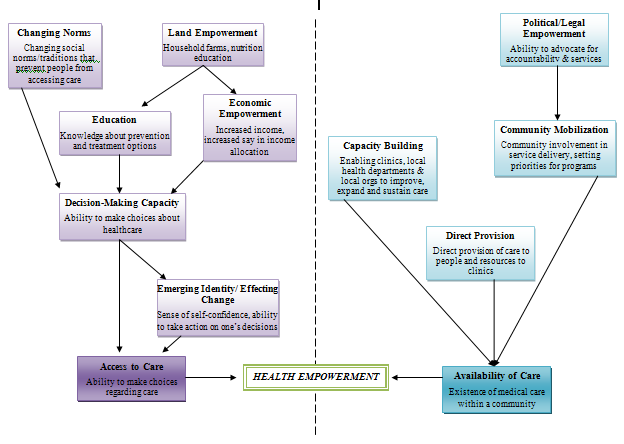 Changing Norms
Changing social
norms/traditions that
prevent people from
accessing care
Land Empowerment
Household farms, nutrition
education
Education
Knowledge about prevention
and treatment options
Economic
Empowerment
Increased income,
increased say in income
allocation
Decision-Making Capacity
Ability to make choices about
healthcare
Emerging Identity/ Effecting
Change
Sense of self-confidence, ability
to take action on one's decisions
Access to Care
Ability to make choices
regarding care
HEALTH EMPOWERMENT
Political/Legal
Empowerment
Ability to advocate for
accountability & services
Community Mobilization
Community involvement in
service delivery, setting
priorities for programs
Capacity Building
Enabling clinics, local
health departments &
local orgs to improve,
expand and sustain care
Direct Provision
Direct provision of care to
people and resources to
clinics
Availability of Care
Existence of medical care
within a community